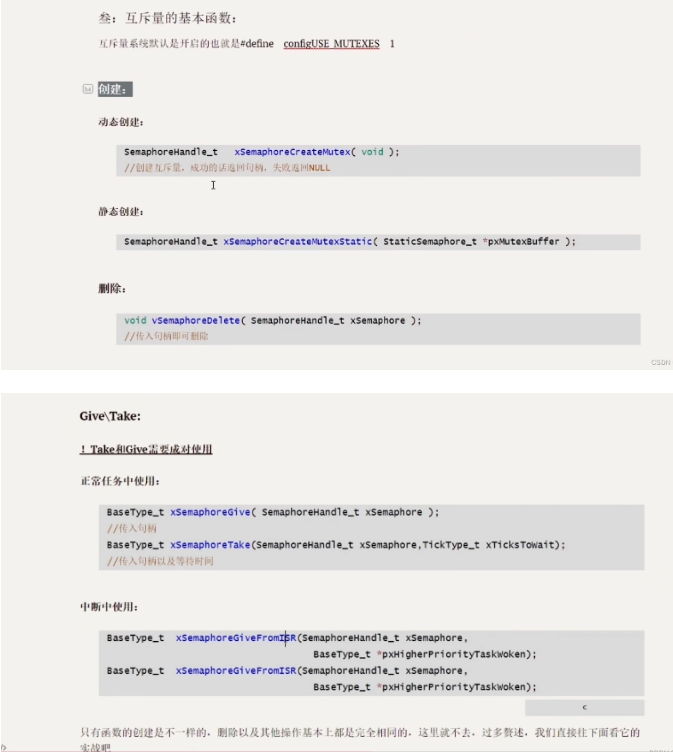 叁：互斥量的基本函数：
互斥量系统默认是开启的也就是#define configUSE_MUTEXES 1
h4 创建：
动态创建：
SemaphoreHandle_t xSemaphoreCreateMutex( void );
//创建互斥量，成功的话返回句柄，失败返回NULL
静态创建：
SemaphoreHandle_t xSemaphoreCreateMutexStatic( StaticSemaphore_t *pxMutexBuffer );
删除：
void vSemaphoreDelete( SemaphoreHandle_t xSemaphore );
//传入句柄即可删除
CSDN
Give\Take:
！Take和Give需要成对使用
正常任务中使用：
BaseType_t xSemaphoreGive( SemaphoreHandle_t xSemaphore );
//传入句柄
BaseType_t xSemaphoreTake(SemaphoreHandle_t xSemaphore,TickType_t xTicksToWait);
//传入句柄以及等待时间
中断中使用：
BaseType_t xSemaphoreGiveFromISR(SemaphoreHandle_t xSemaphore,
BaseType_t *pxHigherPriorityTaskWoken);
BaseType_t xSemaphoreGiveFromISR(SemaphoreHandle_t xSemaphore,
BaseType_t *pxHigherPriorityTaskWoken);
c
只有函数的创建是不一样的，删除以及其他操作基本上都是完全相同的，这里就不去，过多赘述，我们直接往下面看它的
实战吧